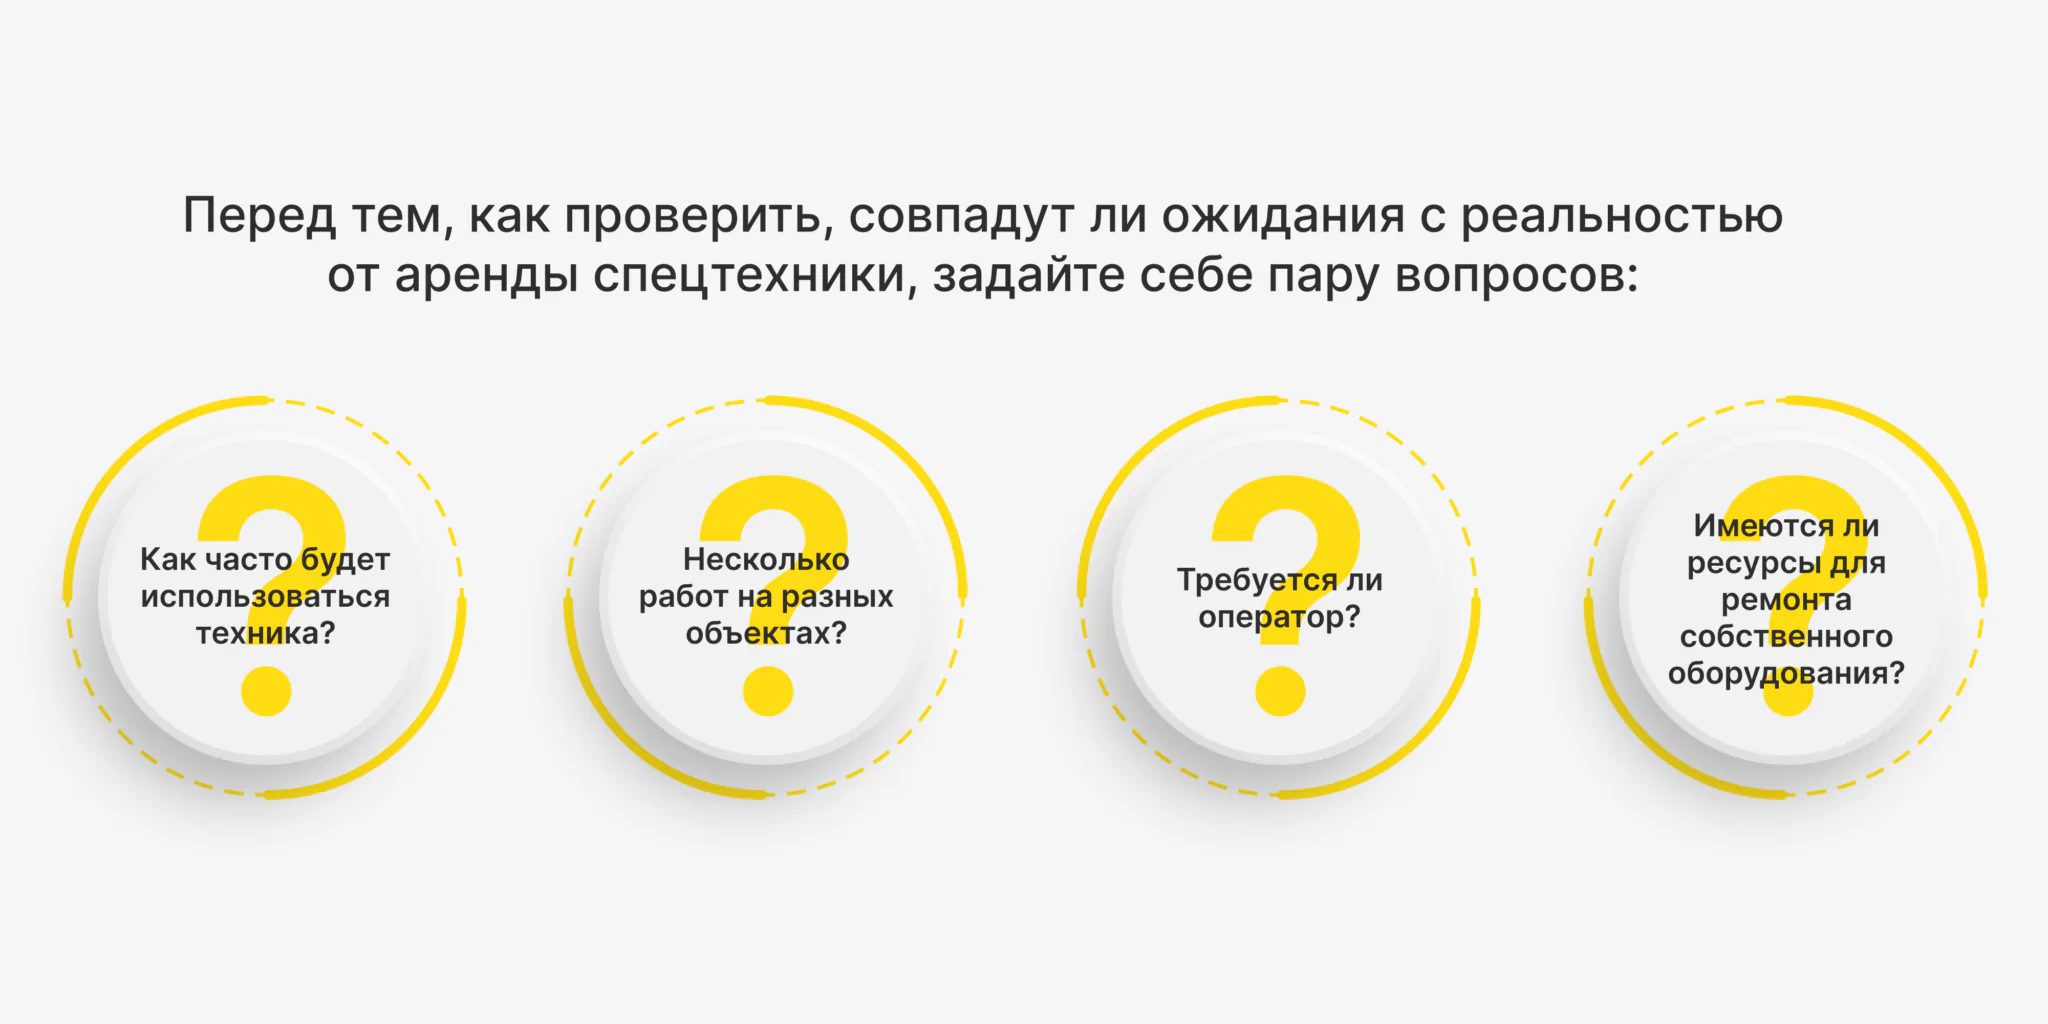 Перед тем, как проверить, совпадут ли ожидания с реальностью
от аренды спецтехники, задайте себе пару вопросов:
?
Как часто будет
использоваться
техника?
?
Несколько
работ на разных
объектах?
?
Требуется ли
оператор?
?
Имеются ли
ресурсы для
ремонта
собственного
оборудования?